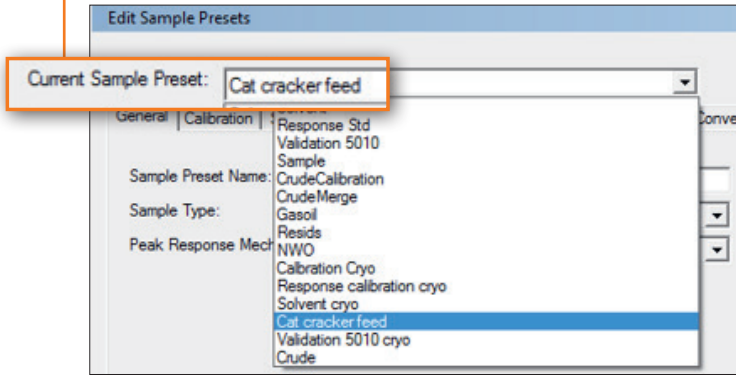 Edit Sample Presets
Current Sample Preset: Cat cracker feed
General Calibration
Response Std
Validation 5010
Sample
Sample Preset Name: CrudeCalibration
CrudeMerge
Sample Type: Gasoil
Resids
Peak Response Mech NWO
Calbration Cryo
Response calibration cryo
Solvent cryo
Cat cracker feed
Validation 5010 cryo
Crude